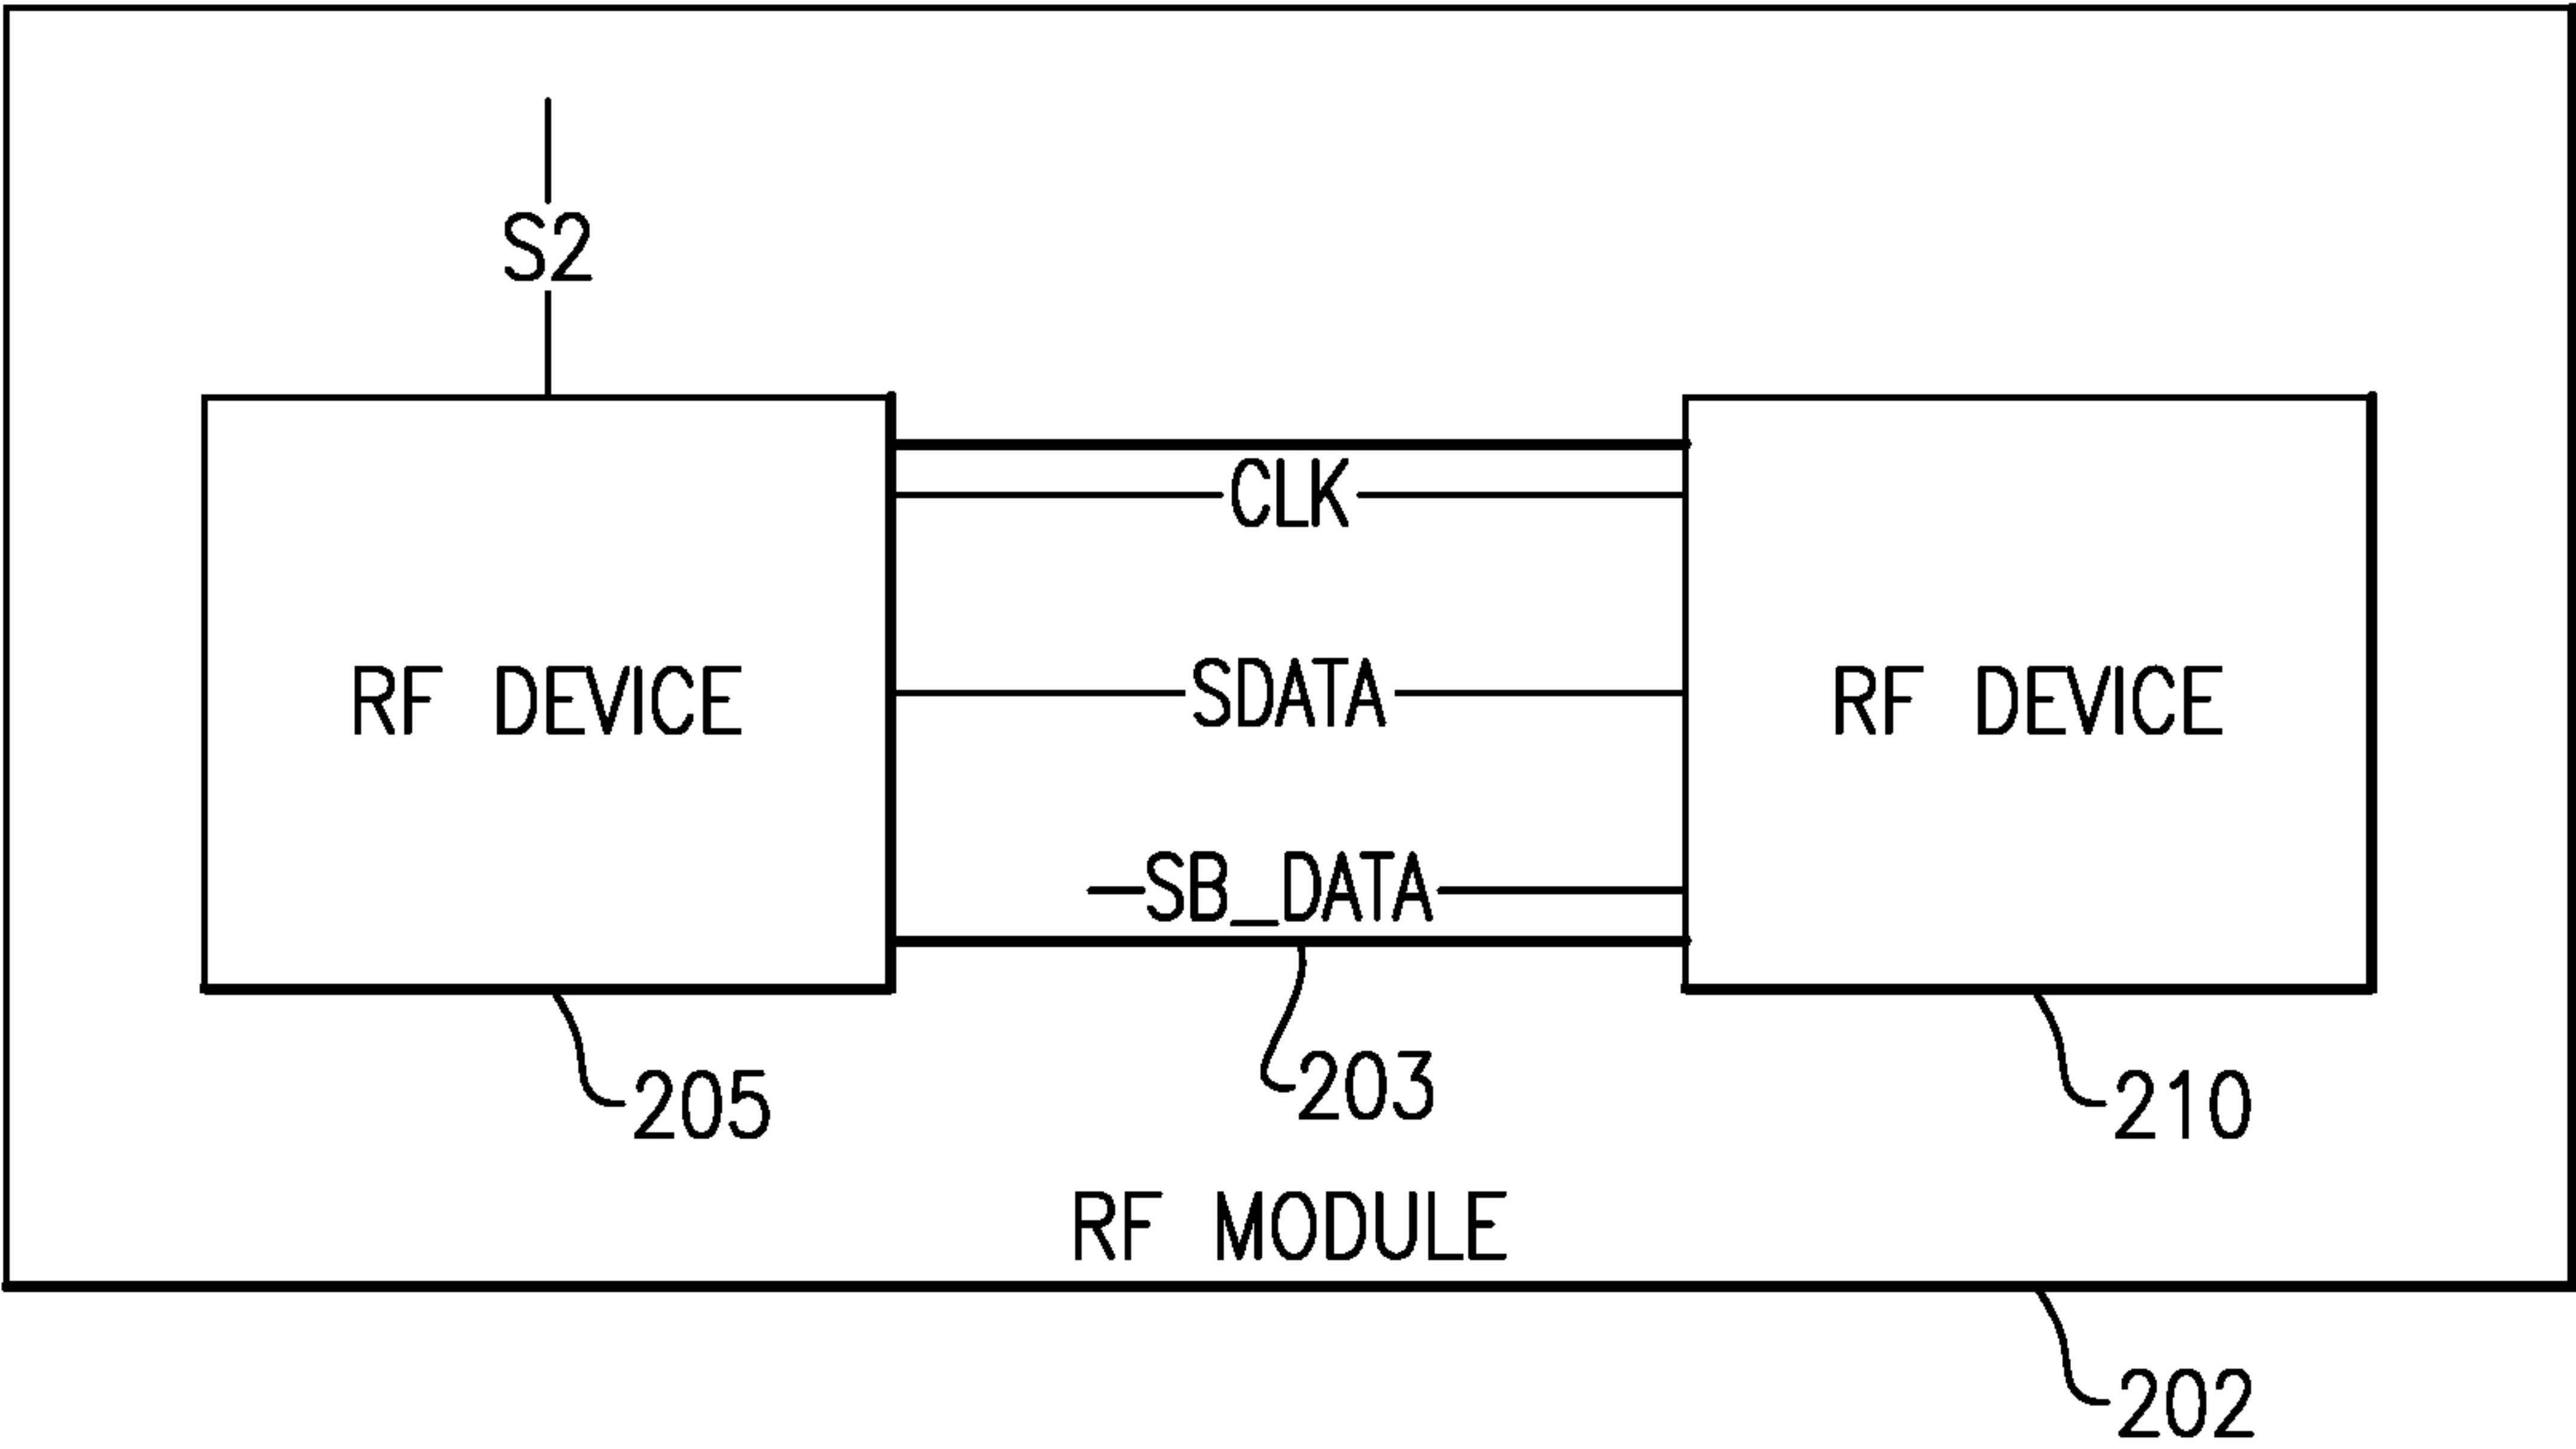 S2
CLK
RF DEVICE
SDATA
RF DEVICE
SB_DATA
205
203
210
RF MODULE
202